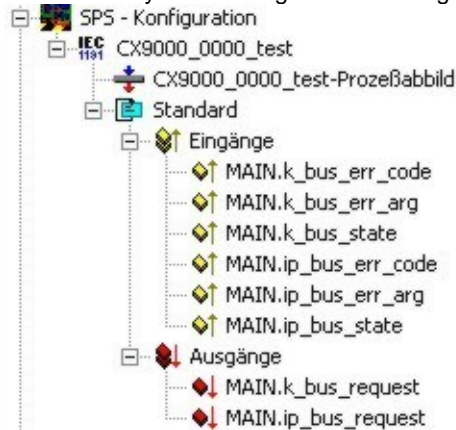 SPS - Konfiguration
IEC
1131
CX9000_0000_test
CX9000_0000_test-Prozeßabbild
Standard
Eingänge
MAIN.k_bus_err_code
MAIN.k_bus_err_arg
MAIN.k_bus_state
MAIN.ip_bus_err_code
MAIN.ip_bus_err_arg
MAIN.ip_bus_state
Ausgänge
MAIN.k_bus_request
MAIN.ip_bus_request